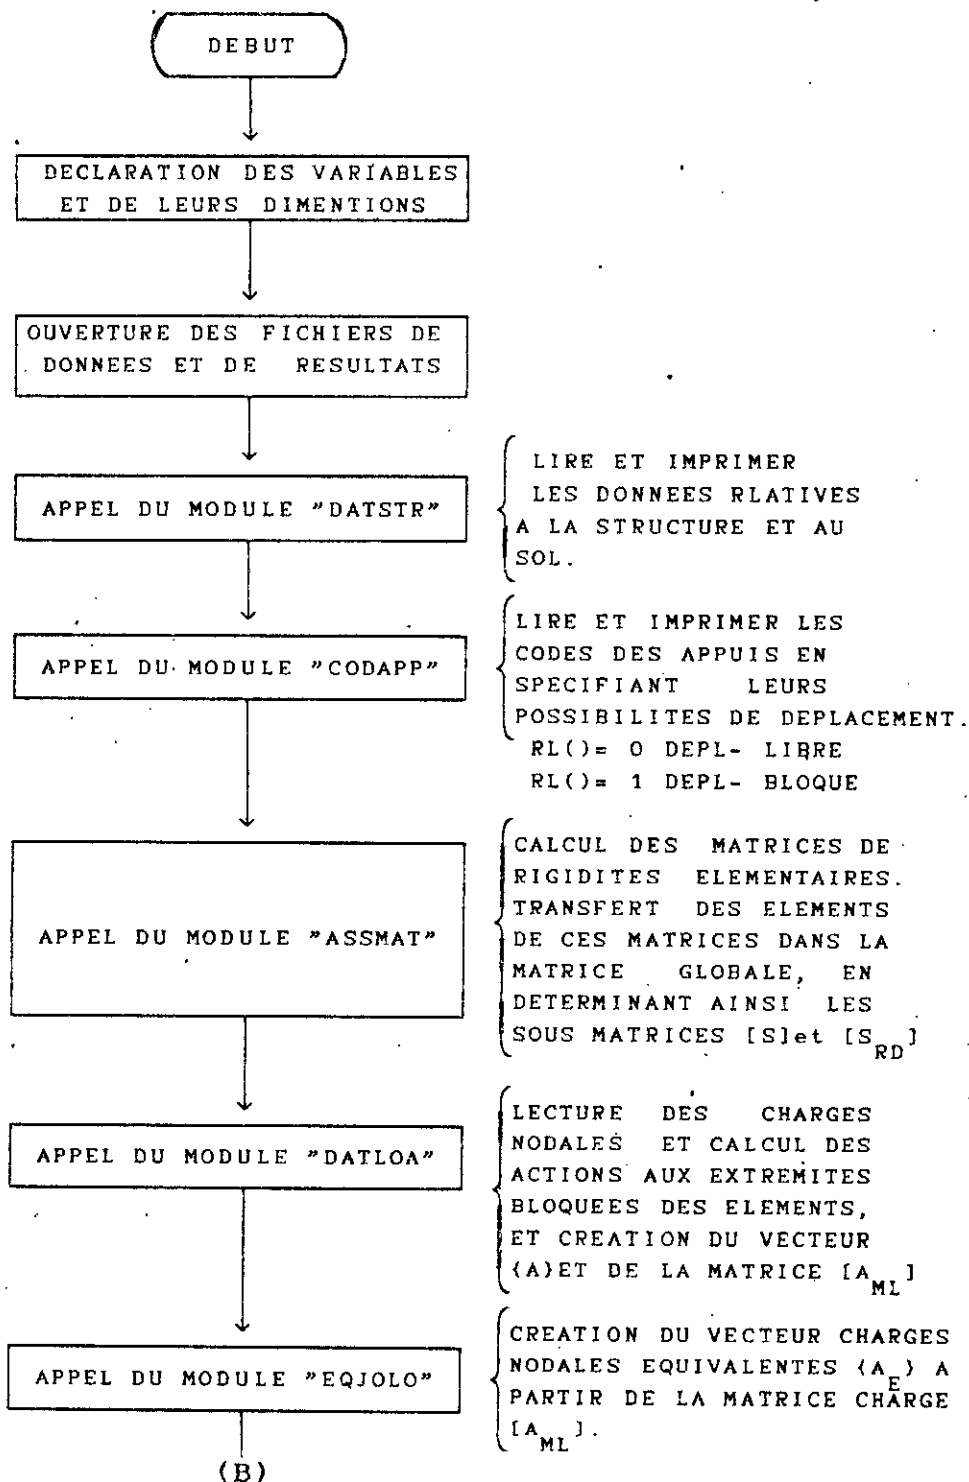 DEBUT
DECLARATION DES VARIABLES
ET DE LEURS DIMENTIONS
OUVERTURE DES FICHIERS DE
DONNEES ET DE RESULTATS
APPEL DU MODULE "DATSTR"
LIRE ET IMPRIMER
LES DONNEES RLATIVES
A LA STRUCTURE ET AU
SOL.
APPEL DU MODULE "CODAPP"
LIRE ET IMPRIMER LES
CODES DES APPUIS EN
SPECIFIANT LEURS
POSSIBILITES DE DEPLACEMENT.
RL()= 0 DEPL- LIBRE
RL()= 1 DEPL- BLOQUE
APPEL DU MODULE "ASSMAT"
CALCUL DES MATRICES DE
RIGIDITES ELEMENTAIRES.
TRANSFERT DES ELEMENTS
DE CES MATRICES DANS LA
MATRICE GLOBALE, EN
DETERMINANT AINSI LES
SOUS MATRICES [S]et [S_RD]
APPEL DU MODULE "DATLOA"
LECTURE DES CHARGES
NODALES ET CALCUL DES
ACTIONS AUX EXTREMITES
BLOQUEES DES ELEMENTS,
ET CREATION DU VECTEUR
{A}ET DE LA MATRICE [A_ML]
APPEL DU MODULE "EQJOLO"
CREATION DU VECTEUR CHARGES
NODALES EQUIVALENTES {A_E} A
PARTIR DE LA MATRICE CHARGE
[A_ML].
(B)